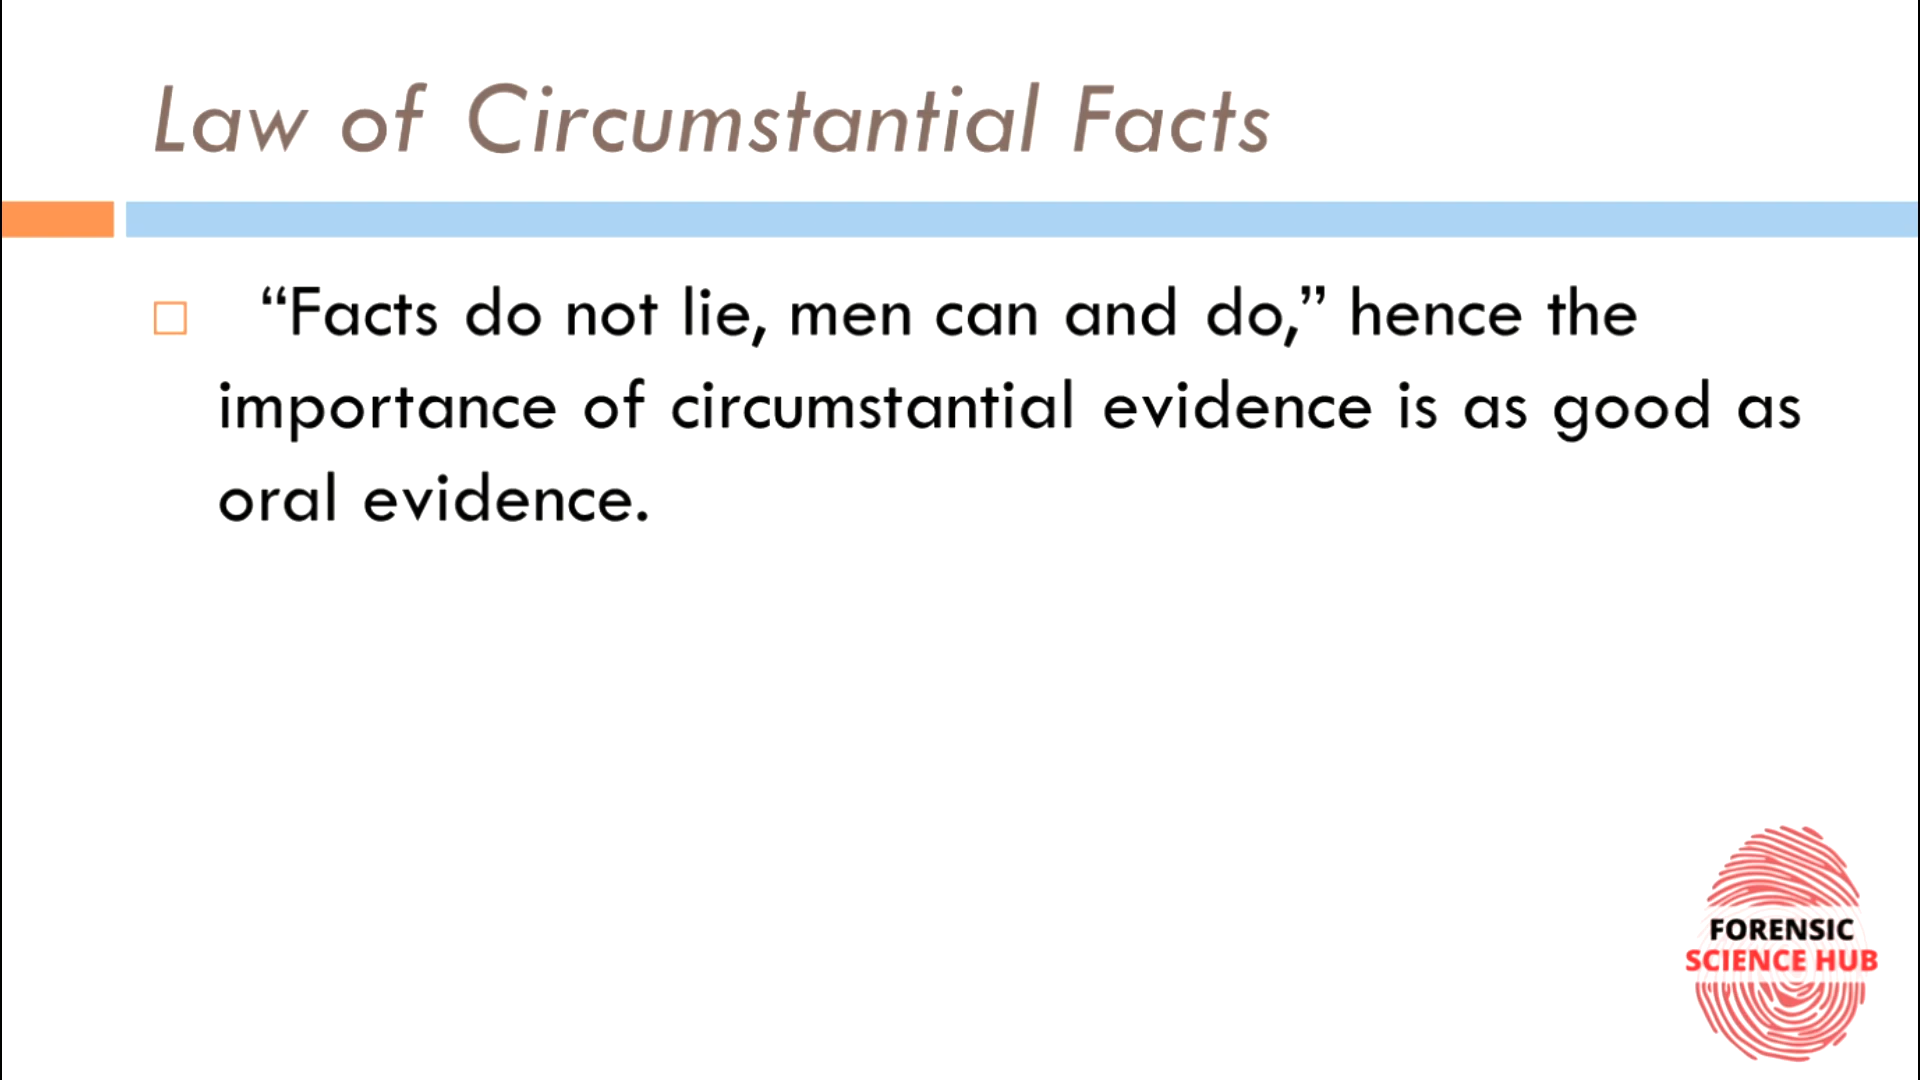 Law of Circumstantial Facts
“Facts do not lie, men can and do,” hence the
importance of circumstantial evidence is as good as
oral evidence.
FORENSIC
SCIENCE HUB